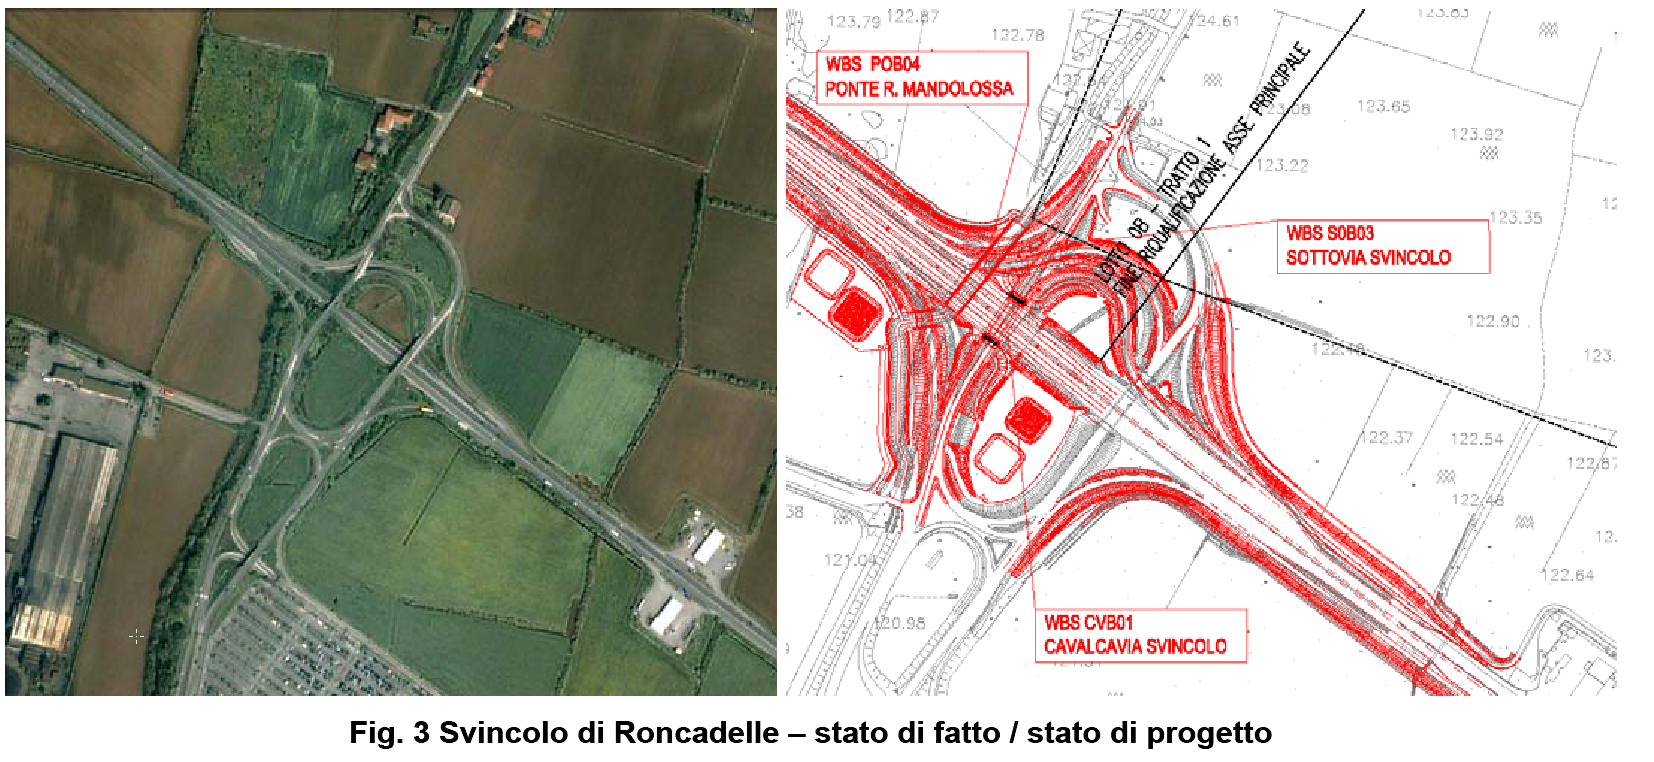 123.79
122.87
122.78
124.61
WBS POB04
PONTE R. MANDOLOSSA
123.65
123.92
123.22
LOTTO 0B - TRATTO 1
FINE RIQUALIFICAZIONE ASSE PRINCIPALE
123.35
WBS S0B03
SOTTOVIA SVINCOLO
122.90
122.37
122.54
122.48
121.04
122.64
120.98
WBS CVB01
CAVALCAVIA SVINCOLO
Fig. 3 Svincolo di Roncadelle – stato di fatto / stato di progetto